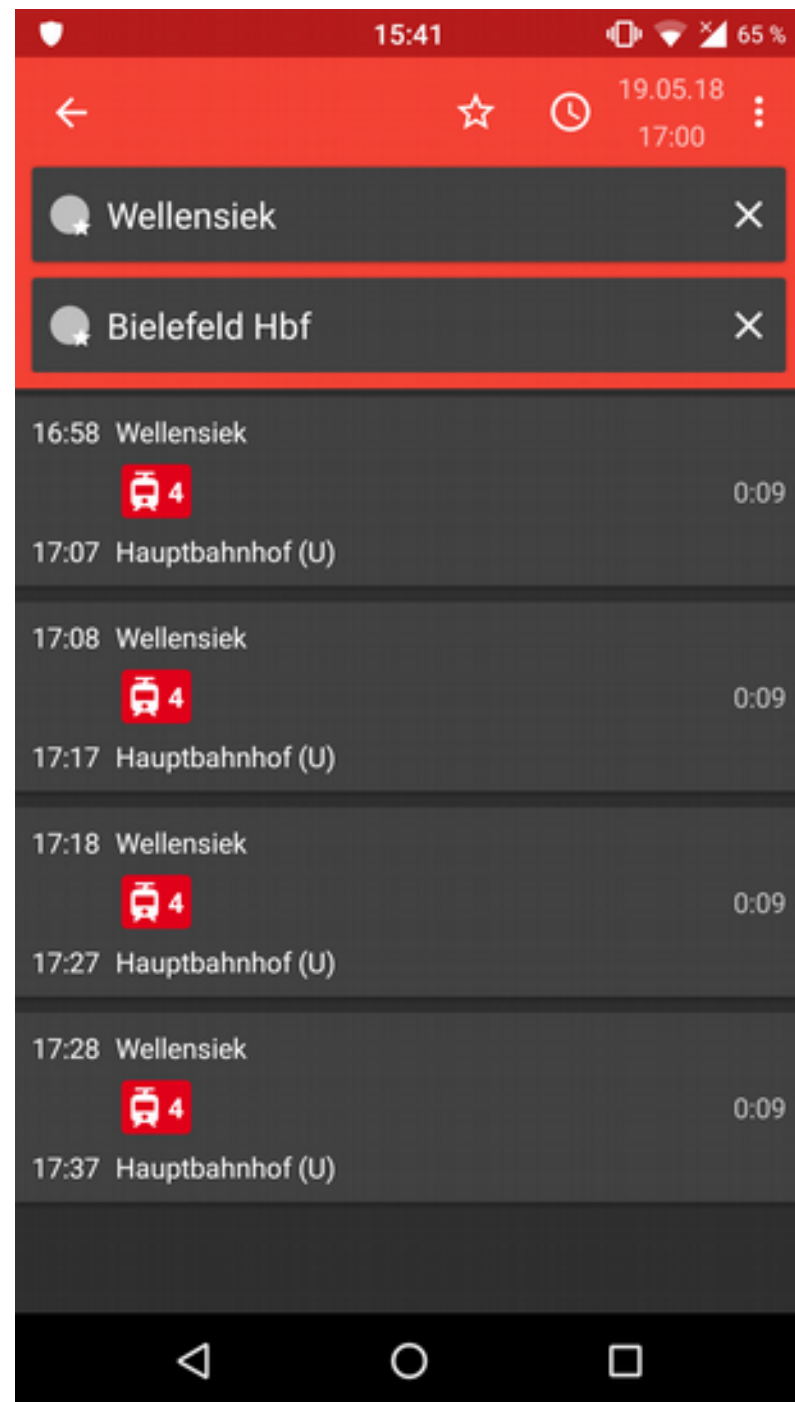 15:41 65 %
19.05.18
17:00
Wellensiek
Bielefeld Hbf
16:58 Wellensiek
4 0:09
17:07 Hauptbahnhof (U)
17:08 Wellensiek
4 0:09
17:17 Hauptbahnhof (U)
17:18 Wellensiek
4 0:09
17:27 Hauptbahnhof (U)
17:28 Wellensiek
4 0:09
17:37 Hauptbahnhof (U)